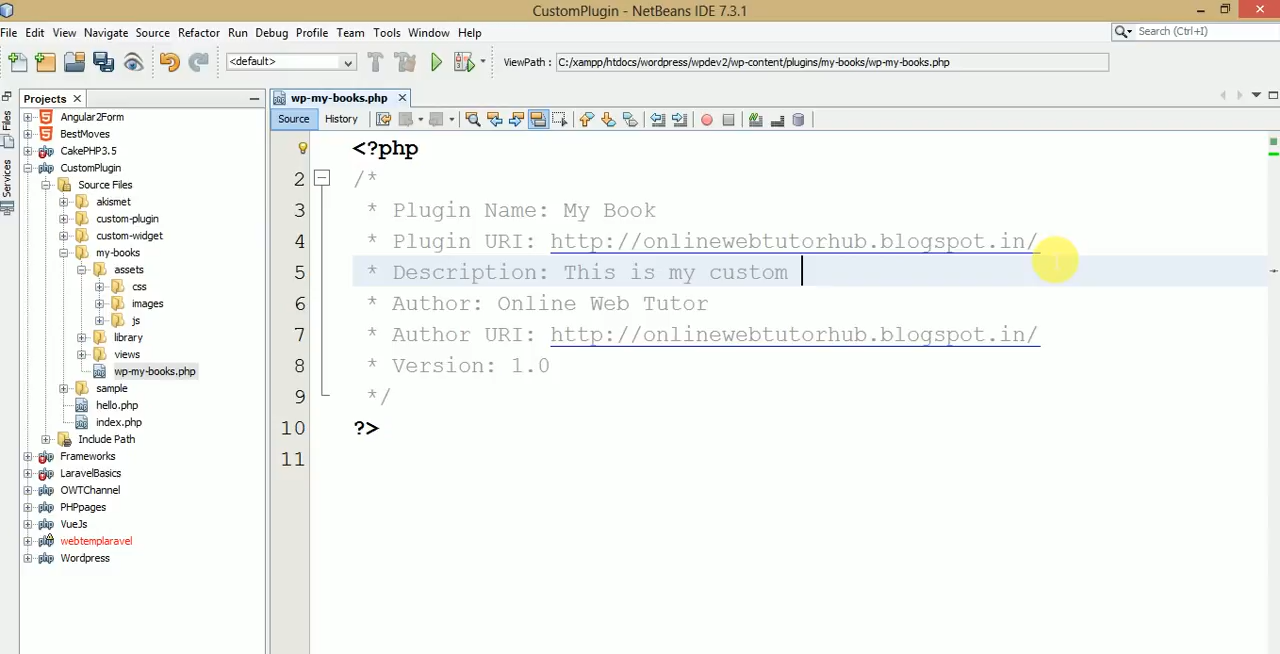 CustomPlugin - NetBeans IDE 7.3.1
File Edit View Navigate Source Refactor Run Debug Profile Team Tools Window Help
Search (Ctrl+I)
<default>
ViewPath : C:/xampp/htdocs/wordpress/wpdev2/wp-content/plugins/my-books/wp-my-books.php
Files
Services
Projects
Angular2Form
BestMoves
CakePHP3.5
CustomPlugin
Source Files
akismet
custom-plugin
custom-widget
my-books
assets
css
images
js
library
views
wp-my-books.php
sample
hello.php
index.php
Include Path
Frameworks
LaravelBasics
OWTChannel
PHPpages
VueJs
webtemplaravel
Wordpress
wp-my-books.php
Source History
<?php
2 /*
3 * Plugin Name: My Book
4 * Plugin URI: http://onlinewebtutorhub.blogspot.in/
5 * Description: This is my custom
6 * Author: Online Web Tutor
7 * Author URI: http://onlinewebtutorhub.blogspot.in/
8 * Version: 1.0
9 */
10 ?>
11